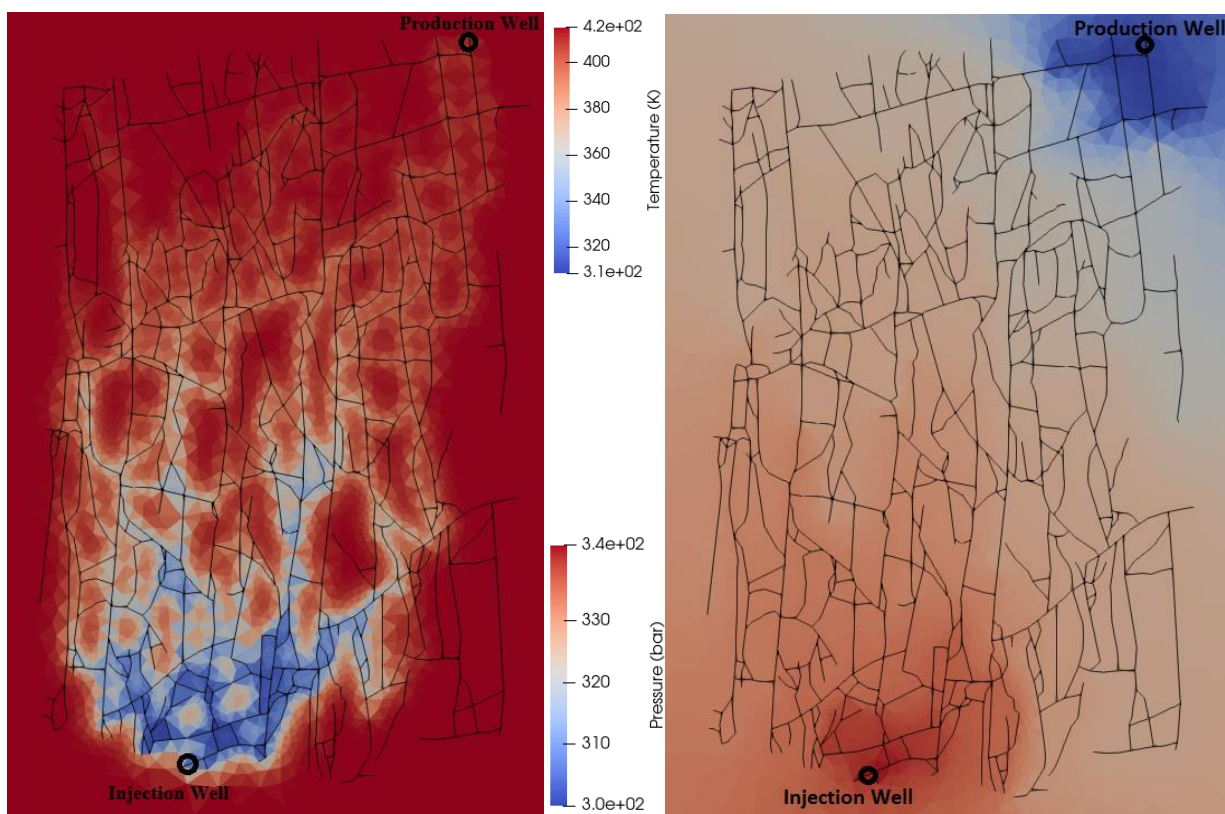 Production Well
4.2e+02
400
380
360
320
3.1e+02
Temperature (K)
3.4e+02
330
320
310
3.0e+02
Pressure (bar)
Injection Well
Production Well
Injection Well